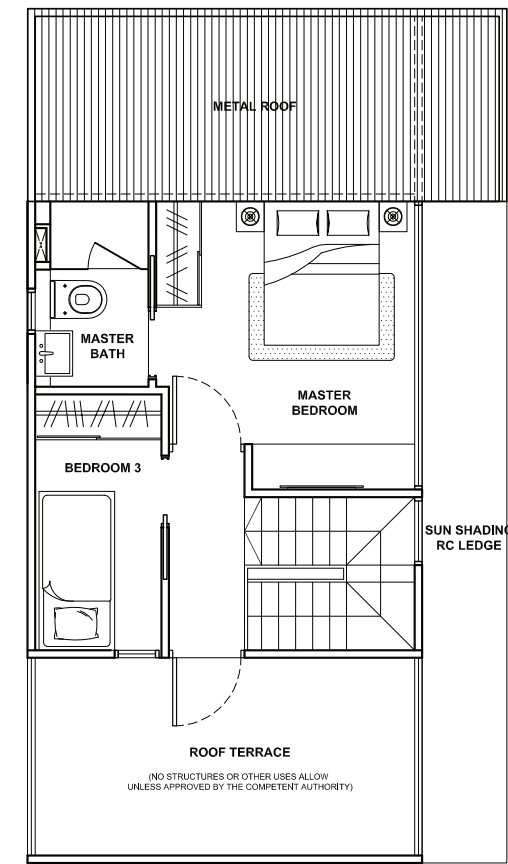 METAL ROOF
MASTER
BATH
MASTER
BEDROOM
BEDROOM 3
SUN SHADING
RC LEDGE
ROOF TERRACE
(NO STRUCTURES OR OTHER USES ALLOW
UNLESS APPROVED BY THE COMPETENT AUTHORITY)